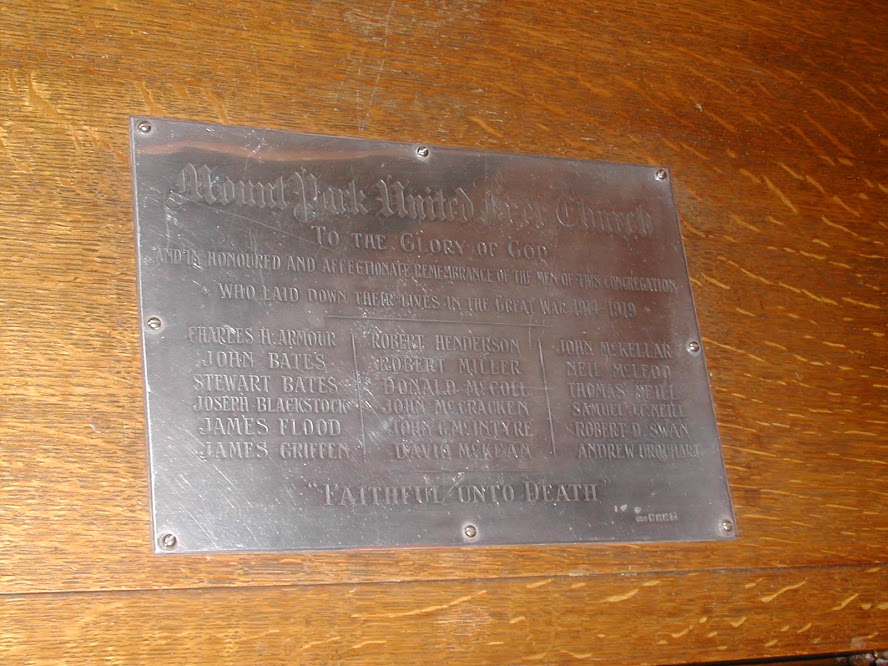 Mount Park United Free Church
TO THE GLORY OF GOD
AND IN HONOURED AND AFFECTIONATE REMEMBRANCE OF THE MEN OF THIS CONGREGATION
WHO LAID DOWN THEIR LIVES IN THE GREAT WAR 1914-1919
CHARLES H. ARMOUR
JOHN BATES
STEWART BATES
JOSEPH BLACKSTOCK
JAMES FLOOD
JAMES GRIFFEN
ROBERT HENDERSON
ROBERT MILLER
DONALD McCOLL
JOHN McCRACKEN
JOHN C. McINTYRE
DAVID McKEAN
JOHN McKELLAR
NEIL McLEOD
THOMAS NEILL
SAMUEL J.C. NEILL
ROBERT D. SWAN
ANDREW URQUHART
"FAITHFUL UNTO DEATH"